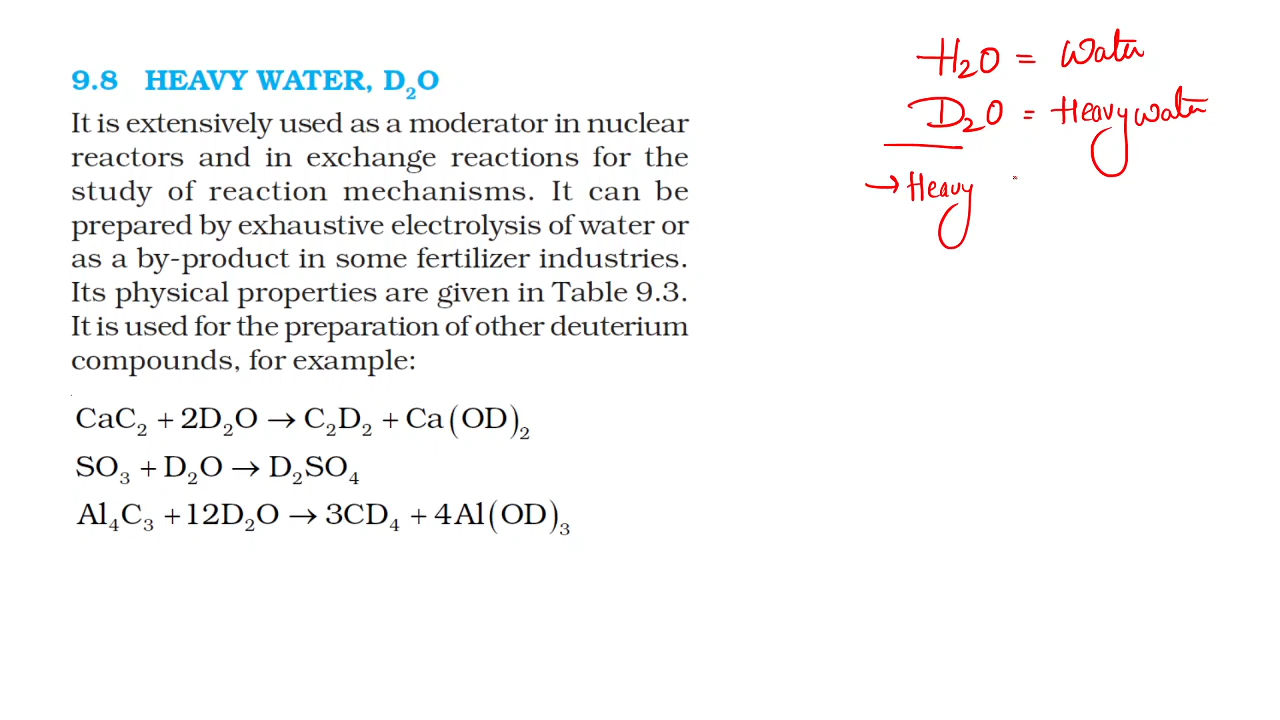 9.8 HEAVY WATER, D₂O
It is extensively used as a moderator in nuclear
reactors and in exchange reactions for the
study of reaction mechanisms. It can be
prepared by exhaustive electrolysis of water or
as a by-product in some fertilizer industries.
Its physical properties are given in Table 9.3.
It is used for the preparation of other deuterium
compounds, for example:
CaC₂ + 2D₂O → C₂D₂ + Ca(OD)₂
SO₃ + D₂O → D₂SO₄
Al₄C₃ + 12D₂O → 3CD₄ + 4Al(OD)₃
H₂O = Water
D₂O = Heavy water
→ Heavy